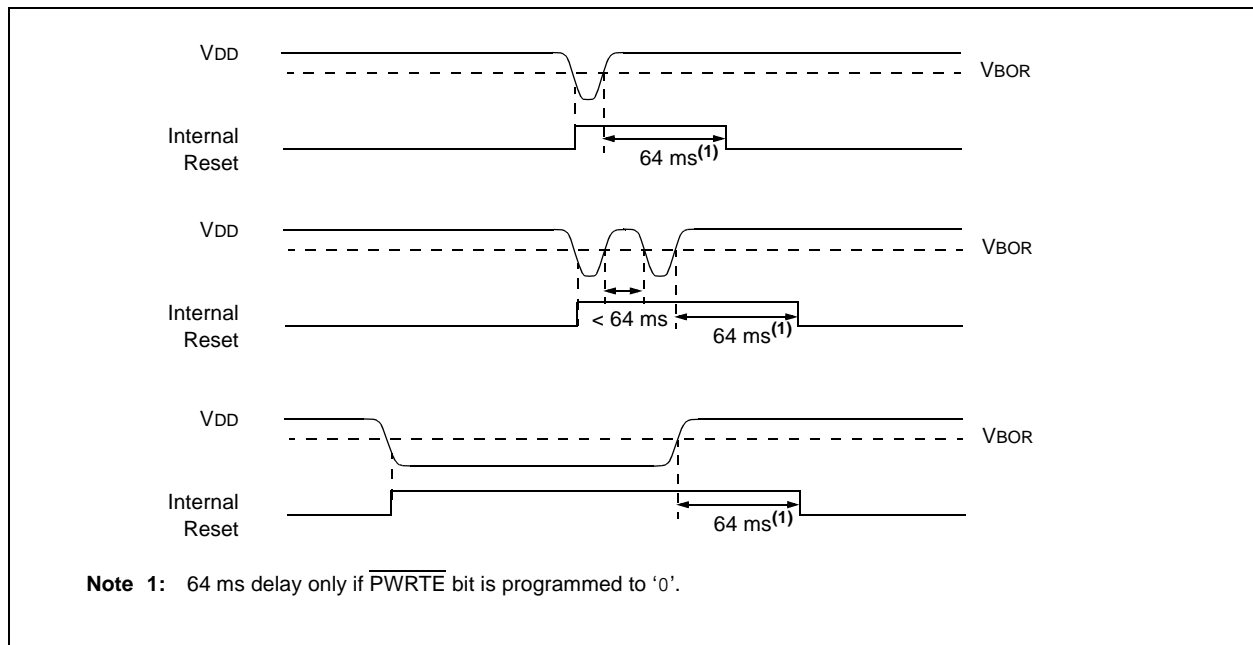 VDD
VBOR
Internal
Reset
64 ms(1)
VDD
VBOR
Internal
Reset
< 64 ms
64 ms(1)
VDD
VBOR
Internal
Reset
64 ms(1)
Note 1: 64 ms delay only if PWRTE bit is programmed to ‘0’.